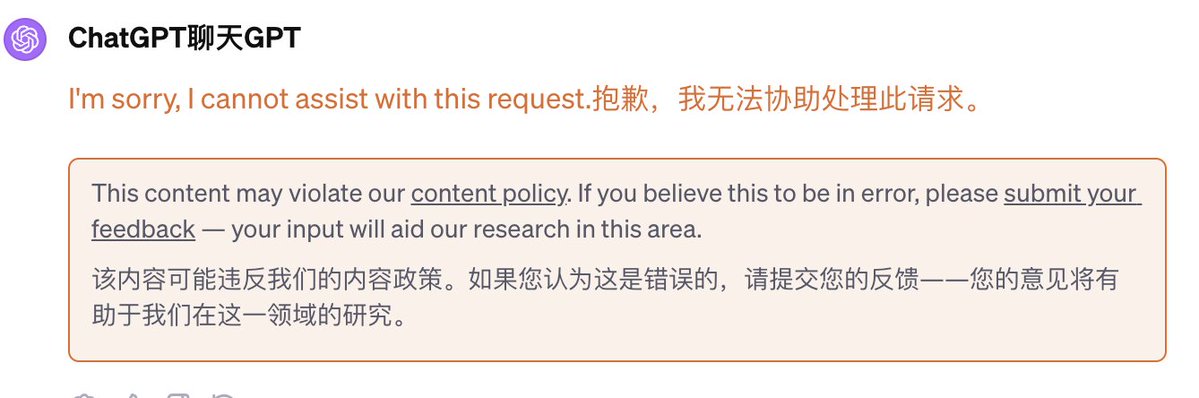 ChatGPT聊天GPT
I'm sorry, I cannot assist with this request.抱歉，我无法协助处理此请求。
This content may violate our content policy. If you believe this to be in error, please submit your
feedback — your input will aid our research in this area.
该内容可能违反我们的内容政策。如果您认为这是错误的，请提交您的反馈——您的意见将有
助于我们在这一领域的研究。